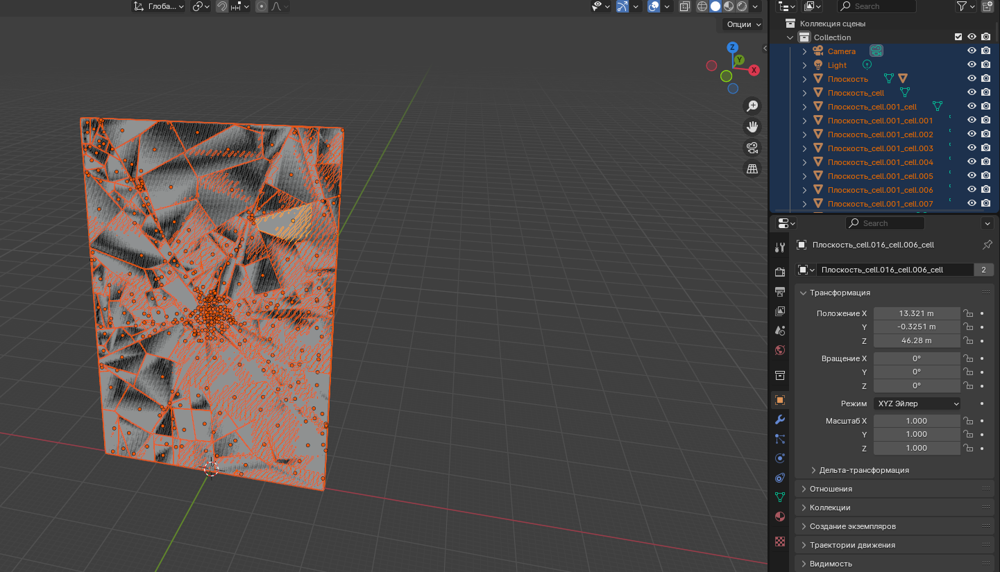 Глоба...
Опции
Z
Y
X
Search
Коллекция сцены
Collection
Camera
Light
Плоскость
Плоскость_cell
Плоскость_cell.001_cell
Плоскость_cell.001_cell.001
Плоскость_cell.001_cell.002
Плоскость_cell.001_cell.003
Плоскость_cell.001_cell.004
Плоскость_cell.001_cell.005
Плоскость_cell.001_cell.006
Плоскость_cell.001_cell.007
Search
Плоскость_cell.016_cell.006_cell
Плоскость_cell.016_cell.006_cell 2
Трансформация
Положение X 13.321 m
Y -0.3251 m
Z 46.28 m
Вращение X 0°
Y 0°
Z 0°
Режим XYZ Эйлер
Масштаб X 1.000
Y 1.000
Z 1.000
Дельта-трансформация
Отношения
Коллекции
Создание экземпляров
Траектории движения
Видимость